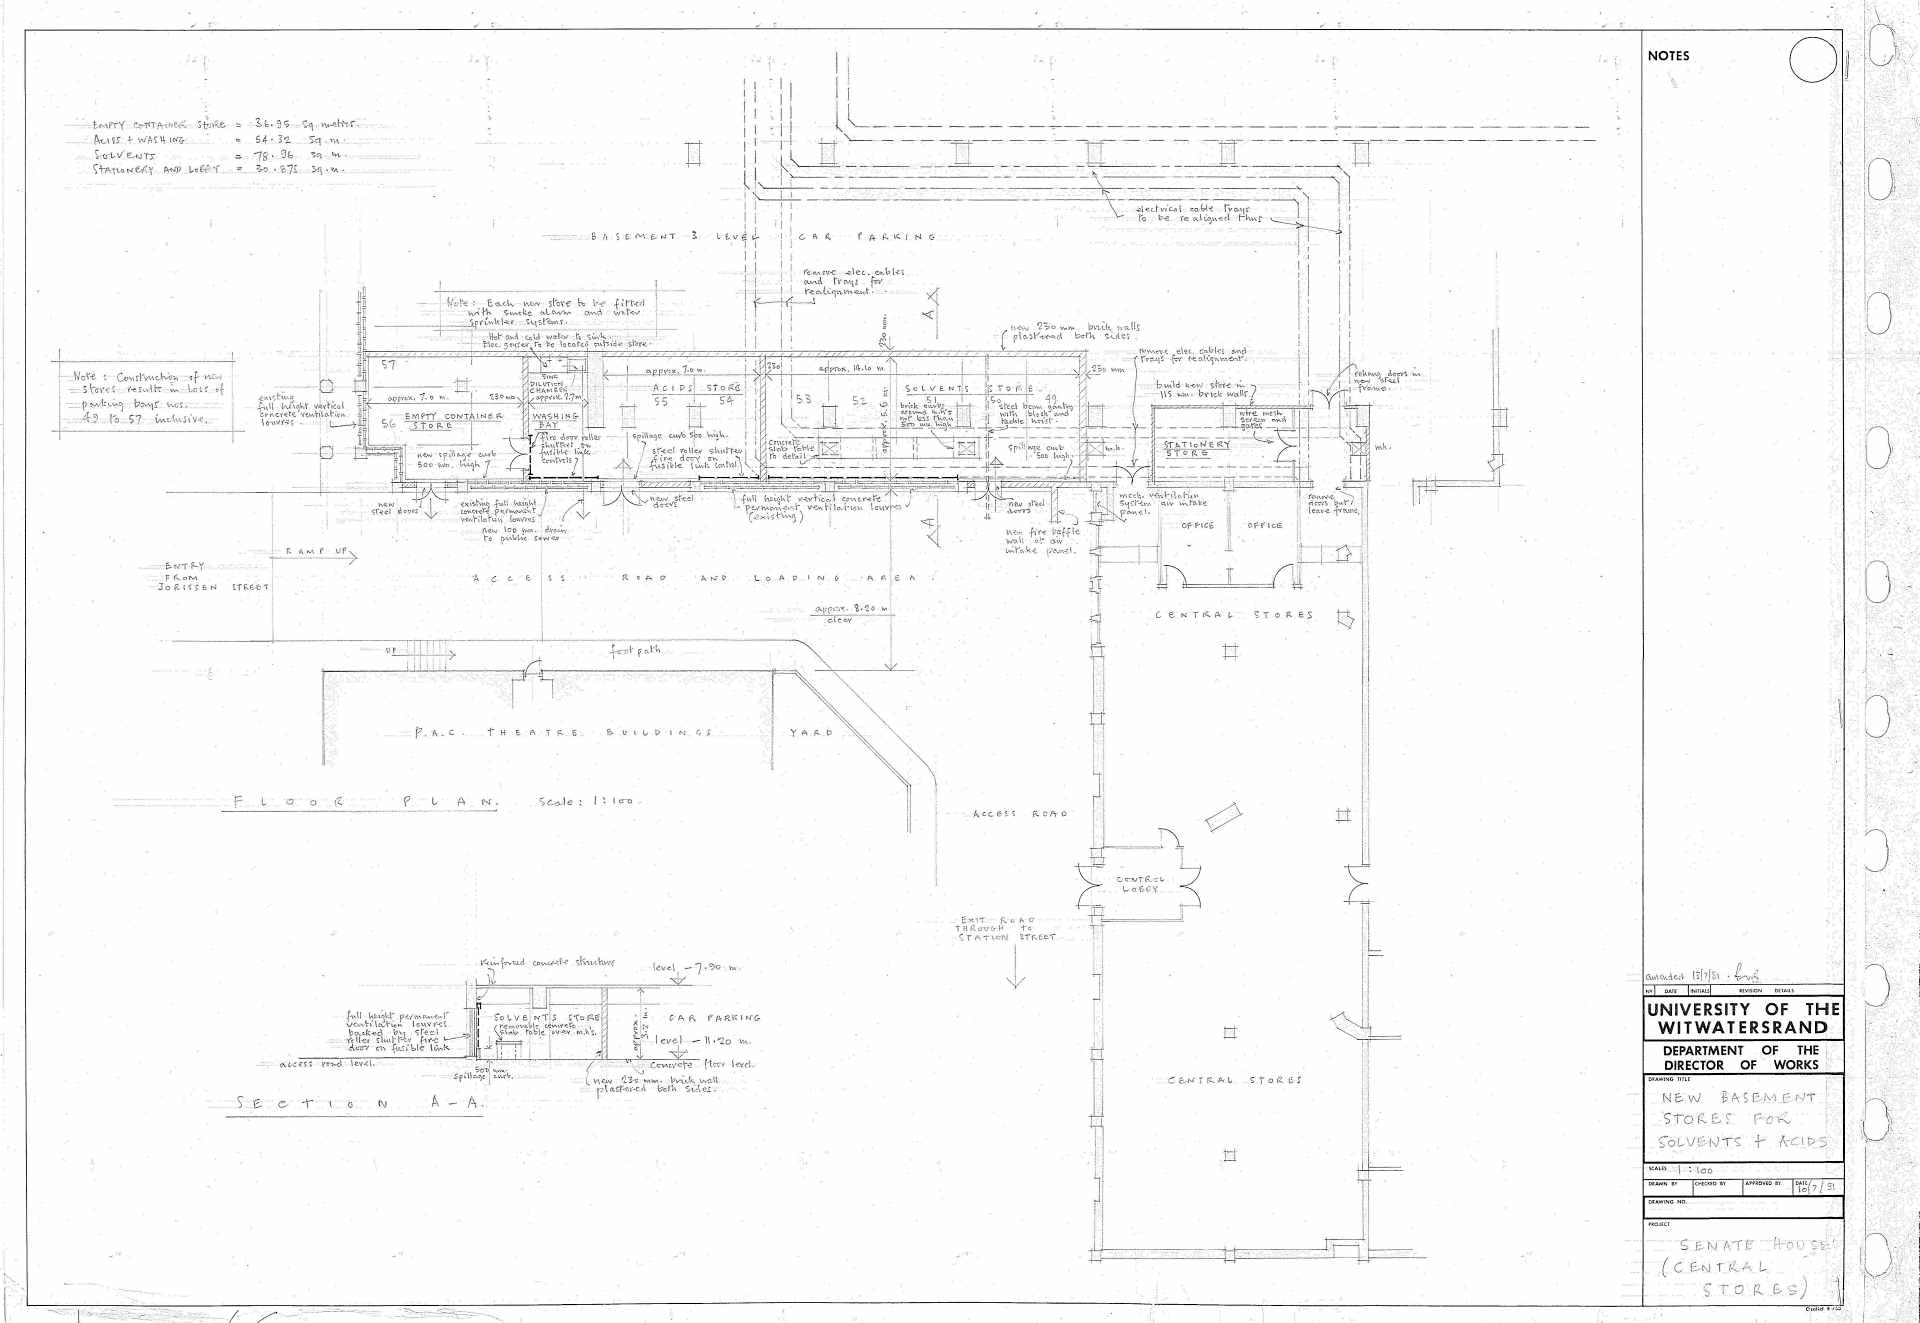 NOTES
EMPTY CONTAINER STORE = 36.95 sq. metres.
ACIDS + WASHING = 54.32 sq. m.
SOLVENTS = 78.96 sq. m.
STATIONERY AND LOBBY = 30.875 sq. m.
electrical cable trays
to be realigned thus
BASEMENT 3 LEVEL CAR PARKING
remove elec. cables
and trays for
realignment.
A
Note: Each new store to be fitted
with smoke alarm and water
sprinkler systems.
Hot and cold water to sink.
Elec. geyser to be located outside store.
new 230 mm. brick walls
plastered both sides.
remove elec. cables and
trays for realignment.
rehang doors in
new steel
frame.
build new store in
115 mm. brick walls.
230 mm.
Note: Construction of new
stores results in loss of
parking bays nos.
49 to 57 inclusive.
existing
full height vertical
concrete ventilation
louvres.
57
approx. 7.0 m.
230 mm
56
EMPTY CONTAINER
STORE
new spillage curb
500 mm. high
SINK
DILUTION
CHAMBER
approx. 2.7m
WASHING
BAY
fire door roller
shutter on
fusible link
controls
approx. 7.0 m.
ACIDS STORE
55 54
spillage curb 500 high.
steel roller shutter
fire door on
fusible link control
230
approx. 14.10 m.
SOLVENTS STORE
53 52 51 50 49
brick curbs
around m.h's
not less than
500 mm. high
steel beam gantry
with block and
tackle hoist.
approx. 5.6 m.
concrete
slab table
to detail
spillage curb
500 high.
m.h.
230 mm
wire mesh
screen and
gates
STATIONERY
STORE
m.h.
new
steel doors
existing full height
concrete permanent
ventilation louvres
new 100 mm. drain
to public sewer
new steel
doors
full height vertical concrete
permanent ventilation louvres
(existing)
A
new steel
doors
new fire baffle
wall at air
intake panel.
mech. ventilation
system air intake
panel.
remove
doors but
leave frame.
OFFICE OFFICE
RAMP UP
ENTRY
FROM
JORISSEN STREET
ACCESS ROAD AND LOADING AREA
approx. 8.20 m
clear
CENTRAL STORES
UP
footpath
P.A.C. THEATRE BUILDINGS YARD
FLOOR PLAN. Scale: 1:100.
ACCESS ROAD
CONTROL
LOBBY
EXIT ROAD
THROUGH TO
STATION STREET
reinforced concrete structure
level - 7.90 m.
full height permanent
ventilation louvres
backed by steel
roller shutter fire
door on fusible link
SOLVENTS STORE
removable concrete
slab table over m.h's.
approx.
3.2 m.
CAR PARKING
level - 11.20 m.
concrete floor level.
access road level.
500 mm.
spillage curb.
new 230 mm. brick wall
plastered both sides.
SECTION A-A.
CENTRAL STORES
amended 18/7/91
Nº DATE INITIALS REVISION DETAILS
UNIVERSITY OF THE
WITWATERSRAND
DEPARTMENT OF THE
DIRECTOR OF WORKS
DRAWING TITLE
NEW BASEMENT
STORES FOR
SOLVENTS + ACIDS
SCALES 1:100
DRAWN BY CHECKED BY APPROVED BY DATE
10/7/91
DRAWING NO.
PROJECT
SENATE HOUSE
(CENTRAL
STORES)